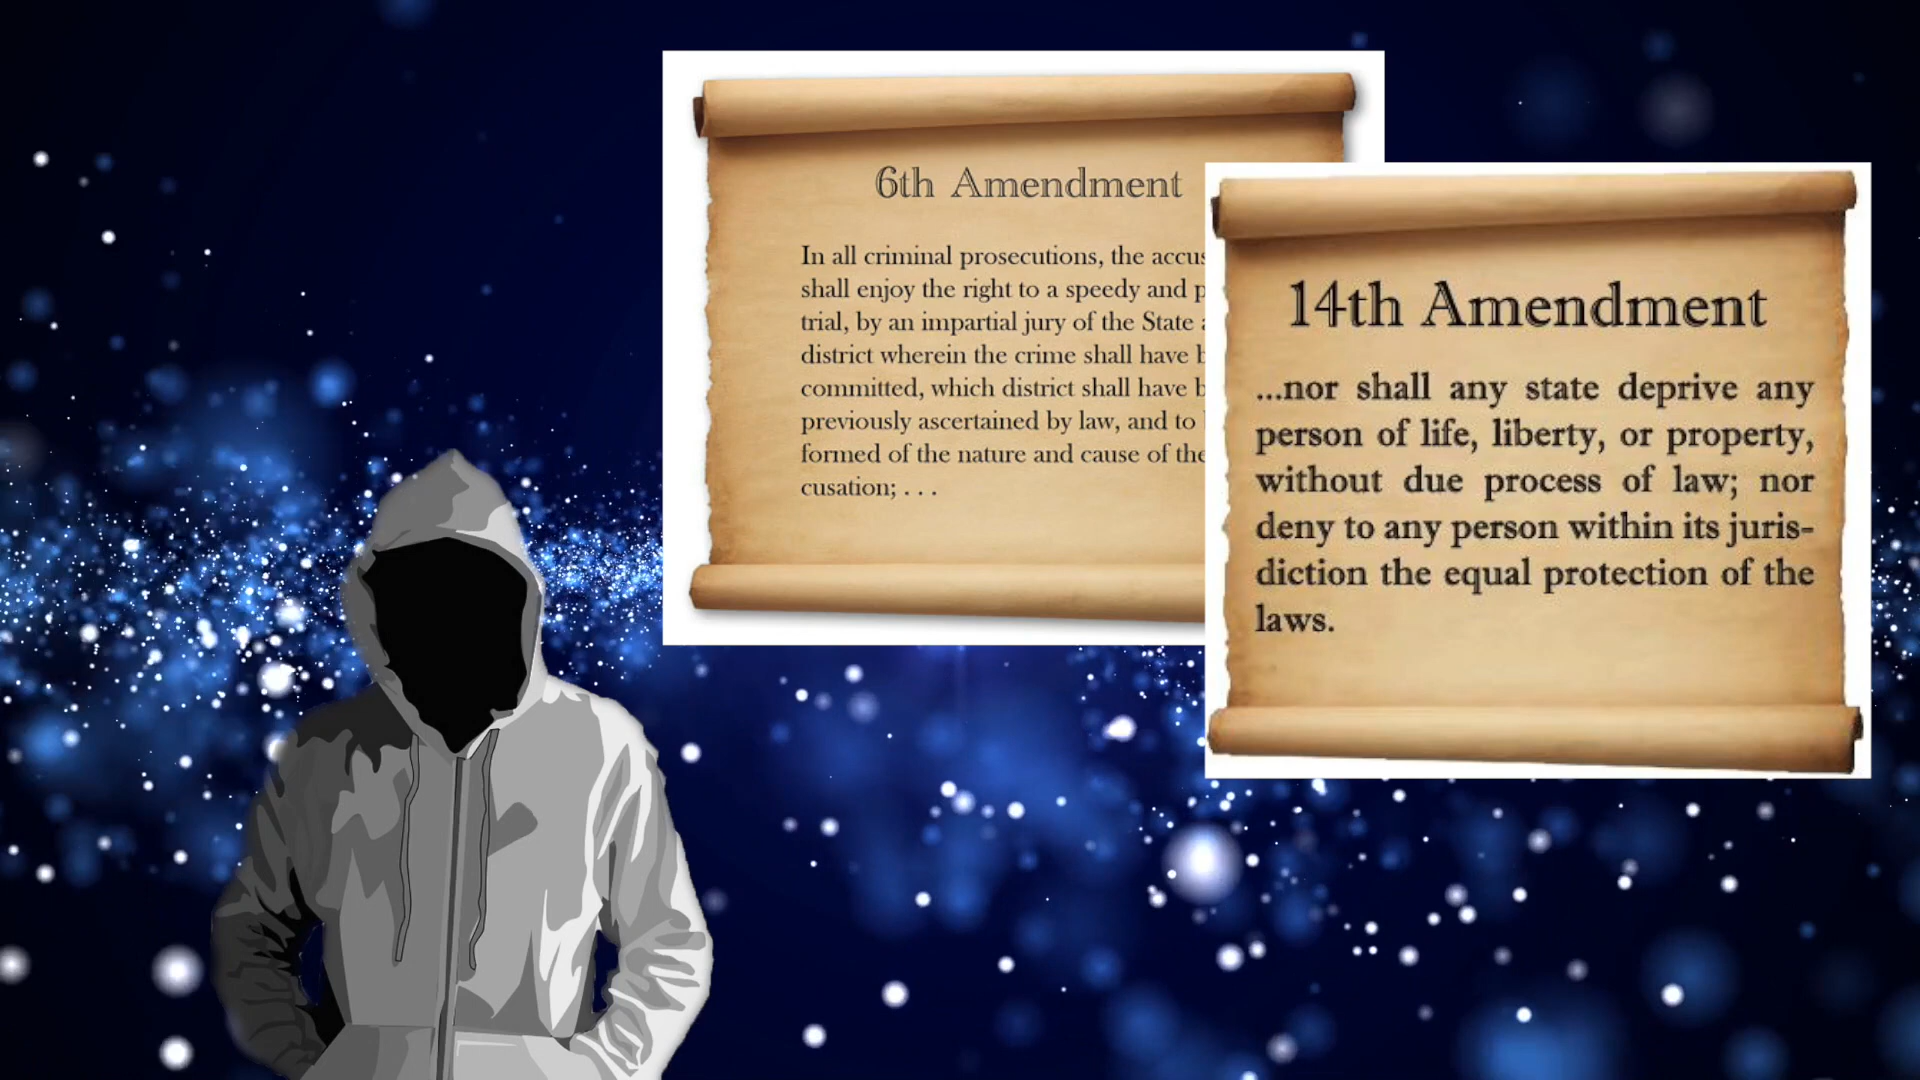 6th Amendment
In all criminal prosecutions, the accus
shall enjoy the right to a speedy and p
trial, by an impartial jury of the State a
district wherein the crime shall have b
committed, which district shall have b
previously ascertained by law, and to
formed of the nature and cause of the
cusation; . . .
14th Amendment
...nor shall any state deprive any
person of life, liberty, or property,
without due process of law; nor
deny to any person within its juris-
diction the equal protection of the
laws.